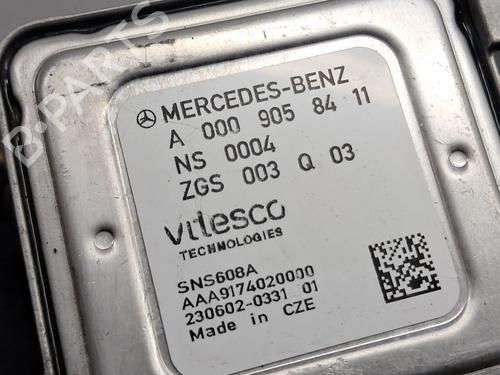 MERCEDES-BENZ
A 000 905 84 11
NS 0004
ZGS 003 Q 03
vitesco
TECHNOLOGIES
SNS608A
AAA9174020000
230602-0331 01
Made in CZE
B-PARTS